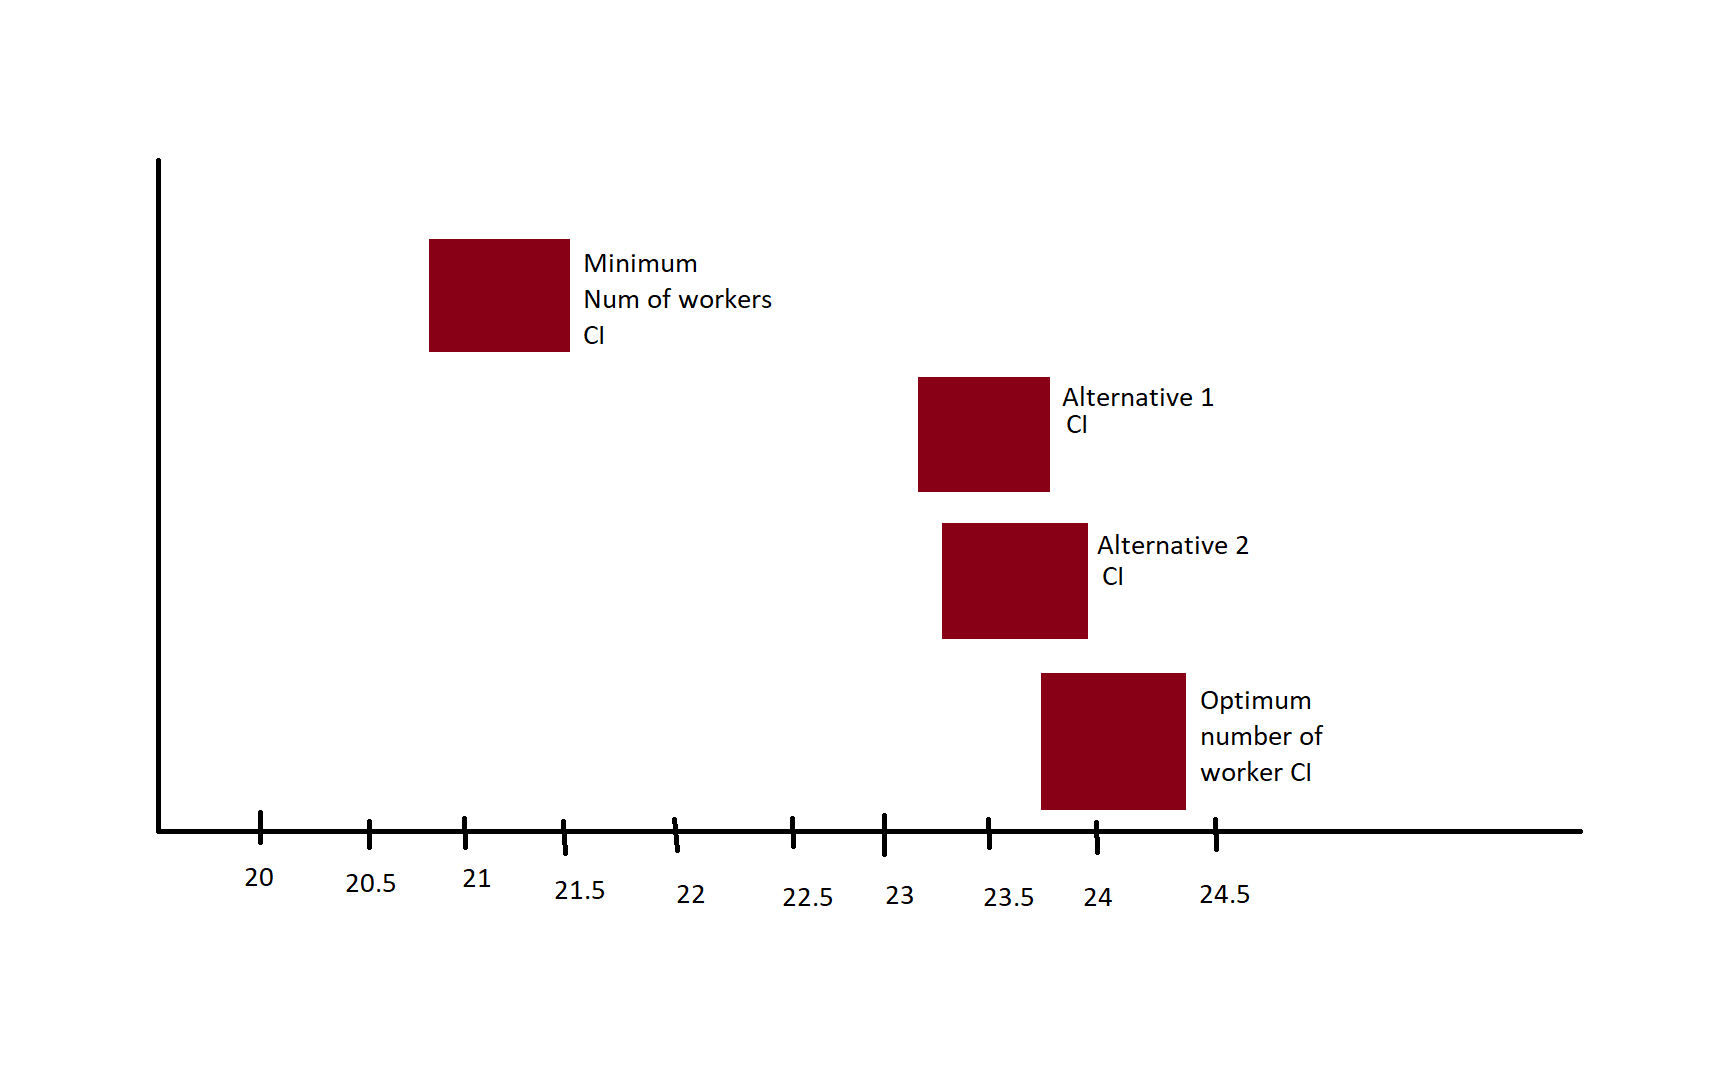 Minimum
Num of workers
CI
Alternative 1
CI
Alternative 2
CI
Optimum
number of
worker CI
20
20.5
21
21.5
22
22.5
23
23.5
24
24.5